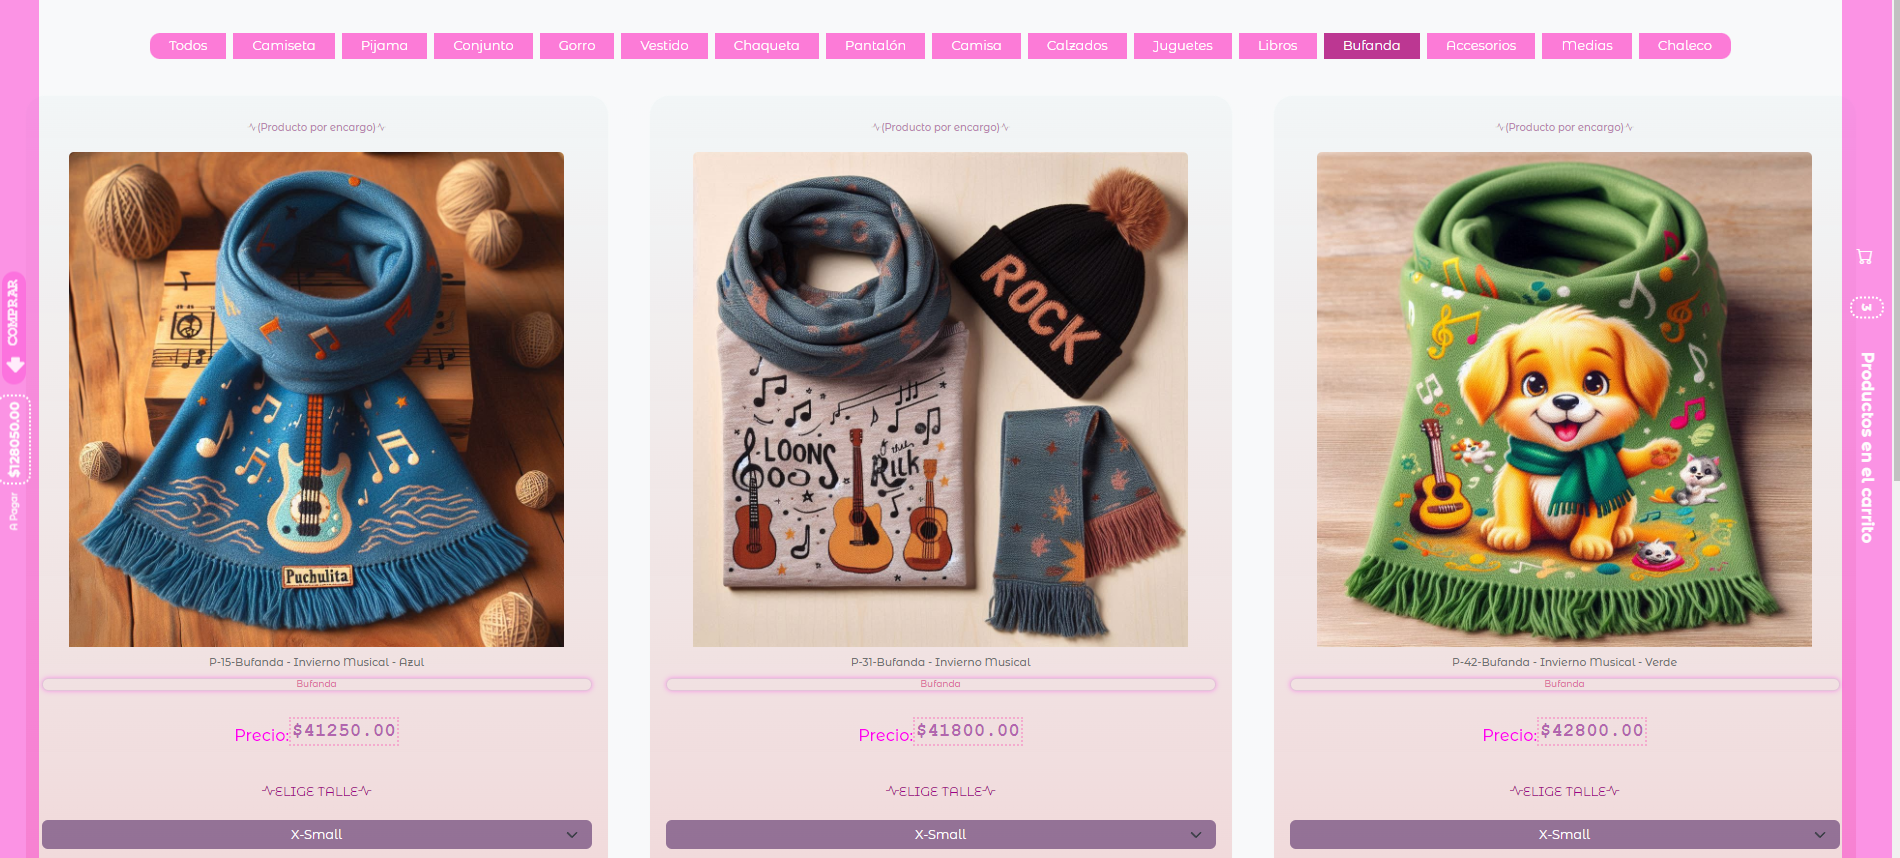 Todos
Camiseta
Pijama
Conjunto
Gorro
Vestido
Chaqueta
Pantalón
Camisa
Calzados
Juguetes
Libros
Bufanda
Accesorios
Medias
Chaleco
COMPRAR
$128050.00
A Pagar
(Producto por encargo)
Puchulita
P-15-Bufanda - Invierno Musical - Azul
Bufanda
Precio: $41250.00
ELIGE TALLE
X-Small
(Producto por encargo)
ROCK
LOONS
the
P-31-Bufanda - Invierno Musical
Bufanda
Precio: $41800.00
ELIGE TALLE
X-Small
(Producto por encargo)
P-42-Bufanda - Invierno Musical - Verde
Bufanda
Precio: $42800.00
ELIGE TALLE
X-Small
3
Productos en el carrito